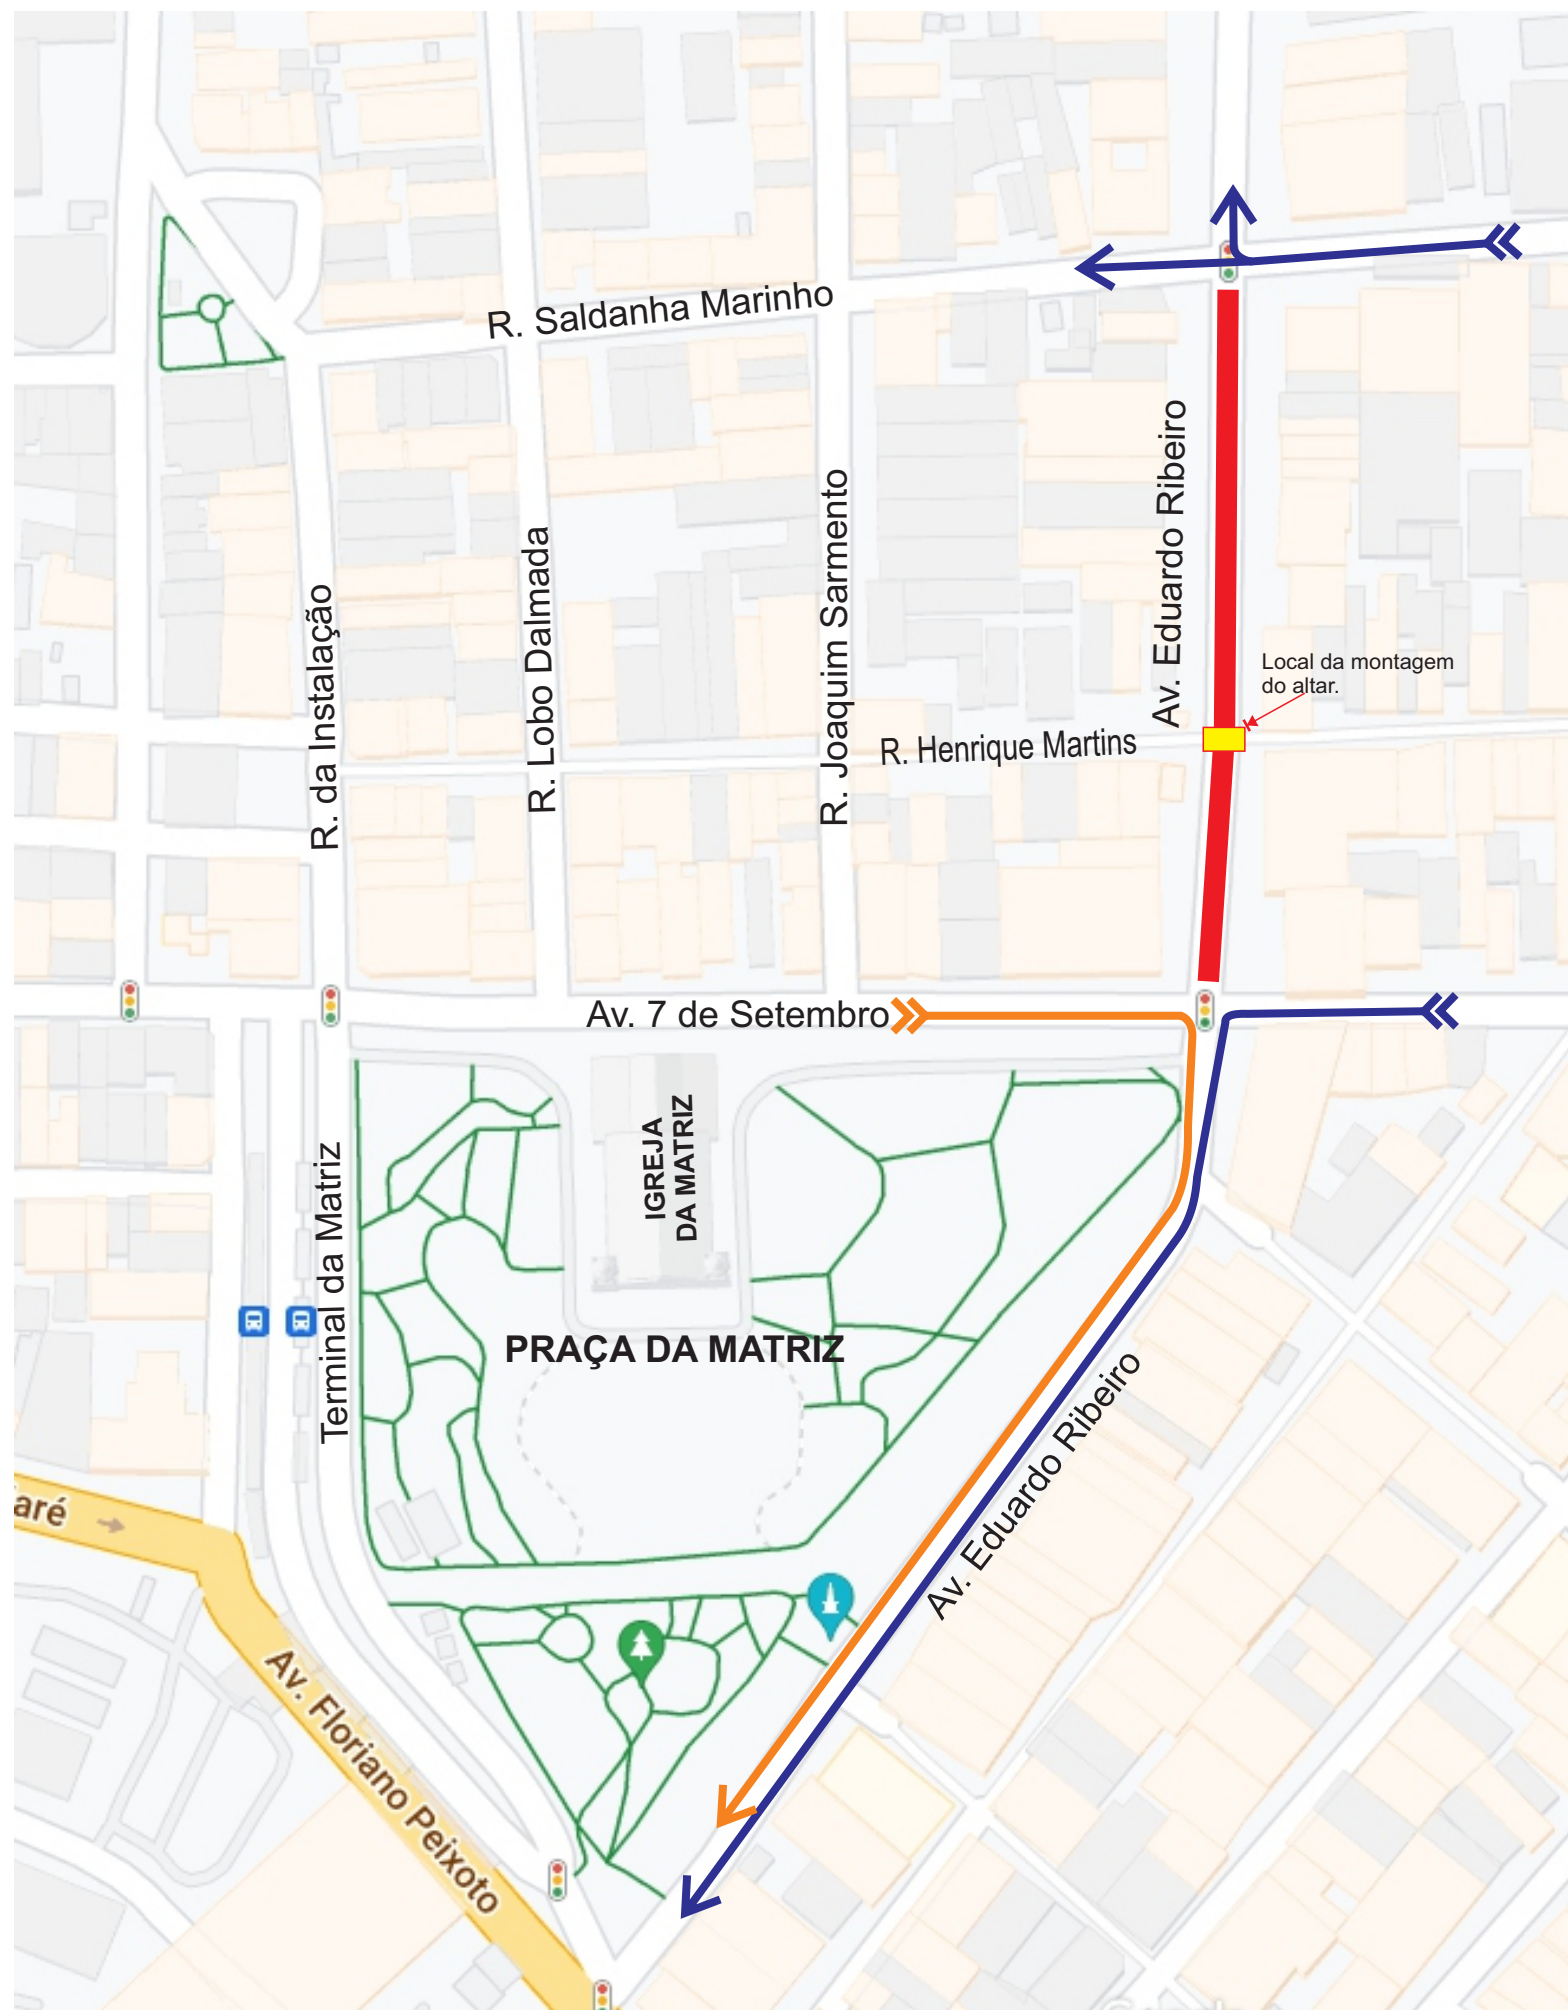 R. Saldanha Marinho
Av. Eduardo Ribeiro
R. Joaquim Sarmento
R. Lobo Dalmada
R. da Instalação
Local da montagem
do altar.
R. Henrique Martins
Av. 7 de Setembro
IGREJA
DA MATRIZ
Terminal da Matriz
PRAÇA DA MATRIZ
Av. Eduardo Ribeiro
aré
Av. Floriano Peixoto